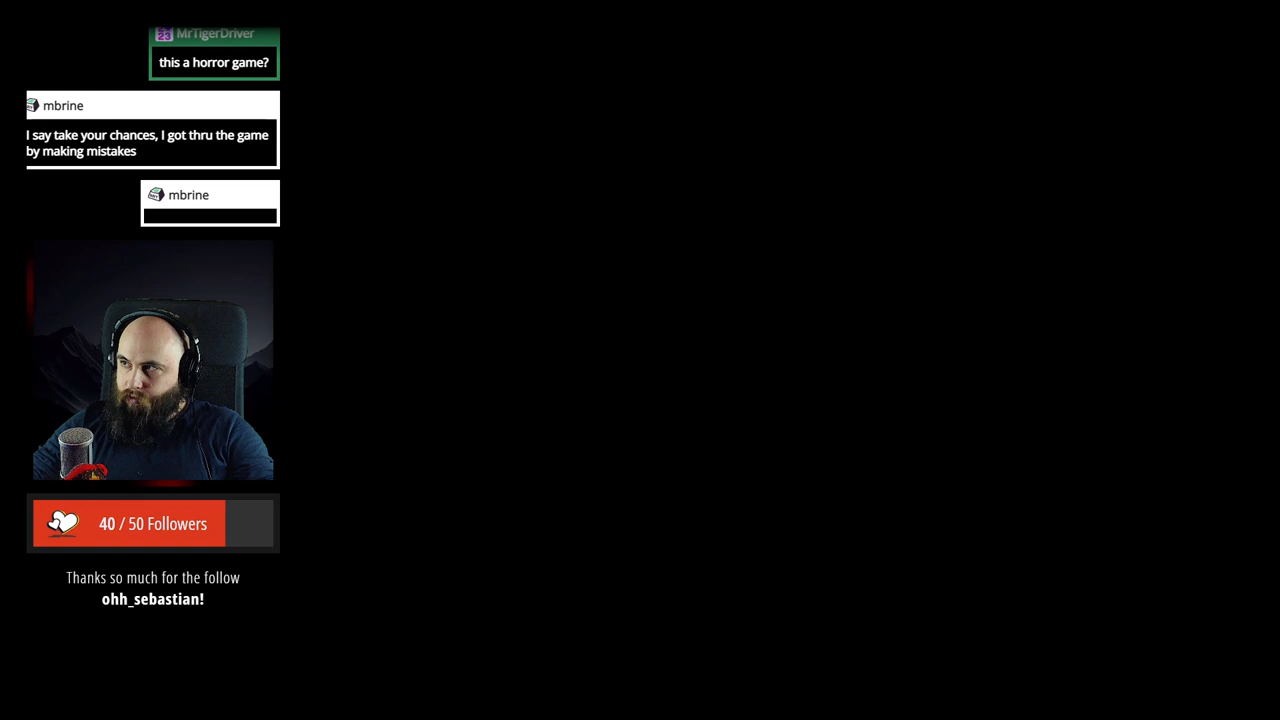 MrTigerDriver
this a horror game?
mbrine
I say take your chances, I got thru the game
by making mistakes
mbrine
40 / 50 Followers
Thanks so much for the follow
ohh_sebastian!